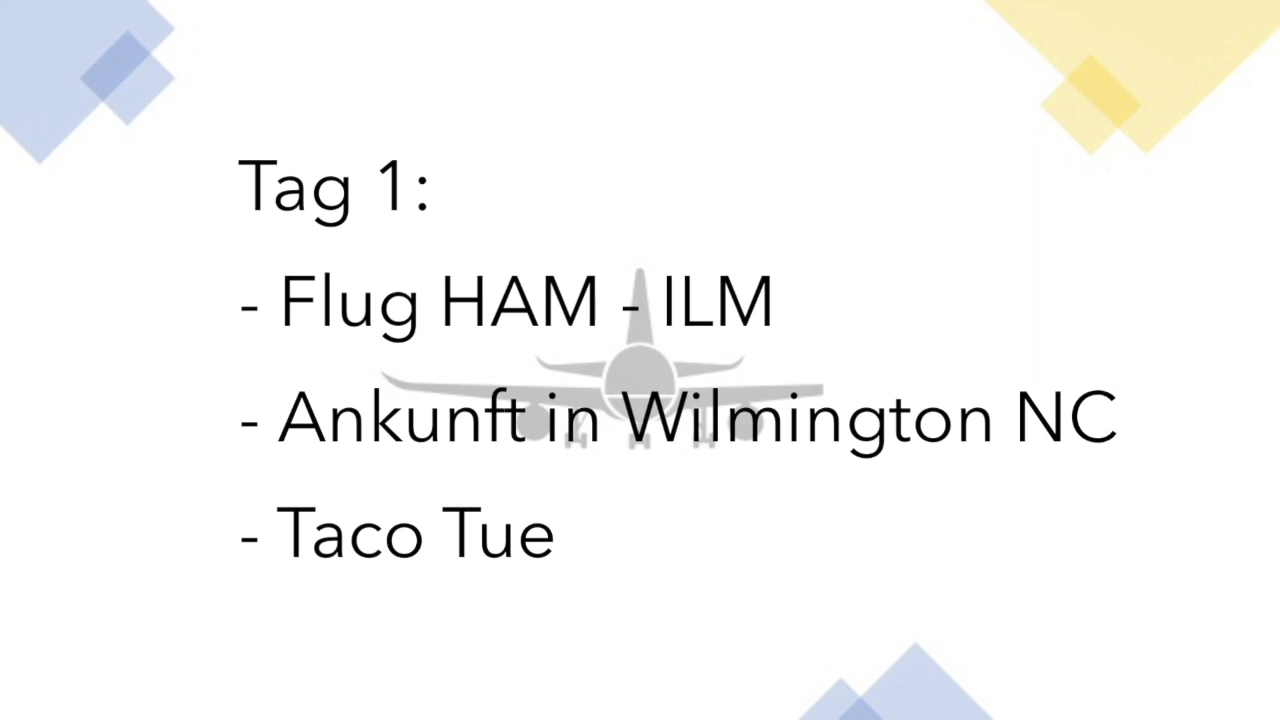 Tag 1:
- Flug HAM - ILM
- Ankunft in Wilmington NC
- Taco Tue